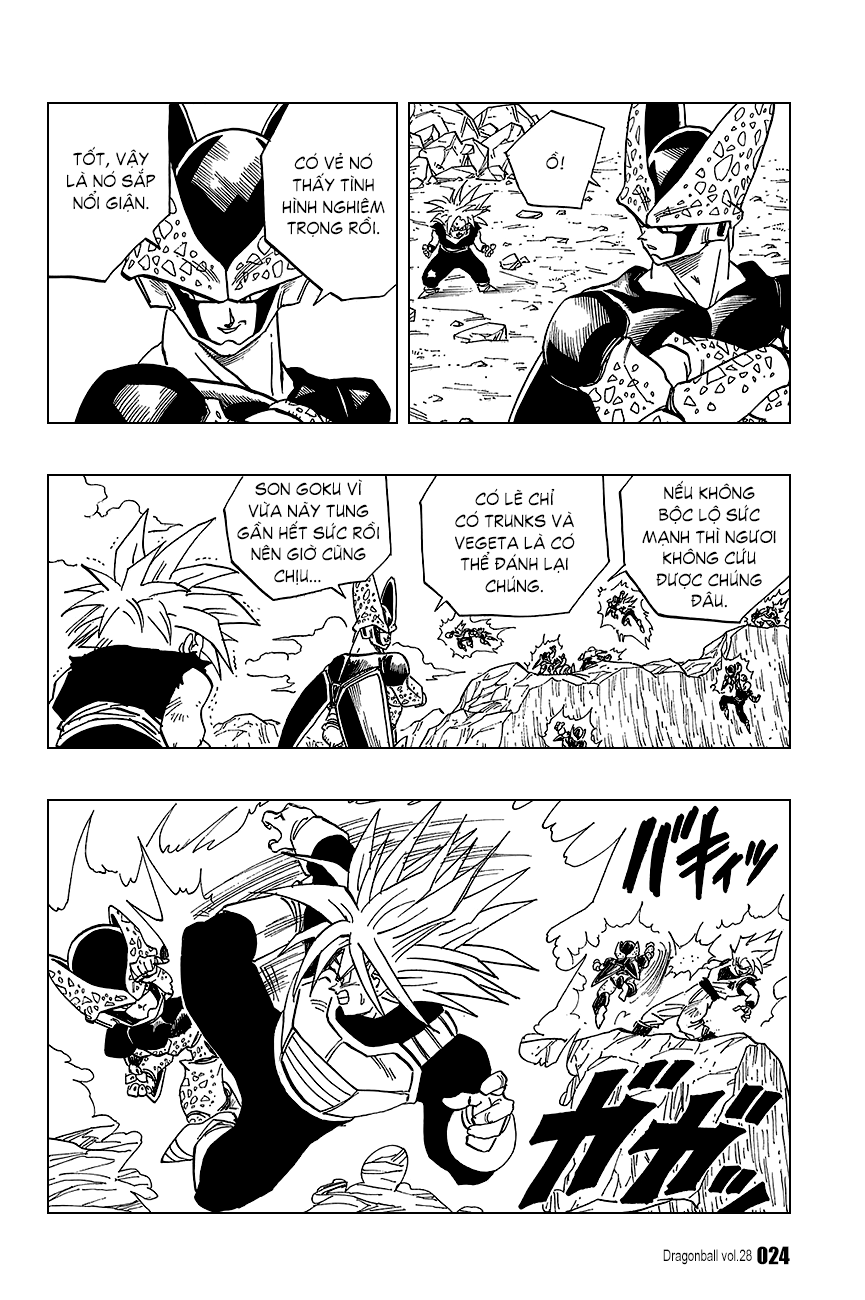 Ồ!
CÓ VẺ NÓ
THẤY TÌNH
HÌNH NGHIÊM
TRỌNG RỒI.
TỐT, VẬY
LÀ NÓ SẮP
NỔI GIẬN.
NẾU KHÔNG
BỘC LỘ SỨC
MẠNH THÌ NGƯƠI
KHÔNG CỨU
ĐƯỢC CHÚNG
ĐÂU.
CÓ LẼ CHỈ
CÓ TRUNKS VÀ
VEGETA LÀ CÓ
THỂ ĐÁNH LẠI
CHÚNG.
SON GOKU VÌ
VỪA NÃY TUNG
GẦN HẾT SỨC RỒI
NÊN GIỜ CŨNG
CHỊU...
バキィッ
ガガッ
Dragonball vol.28 024